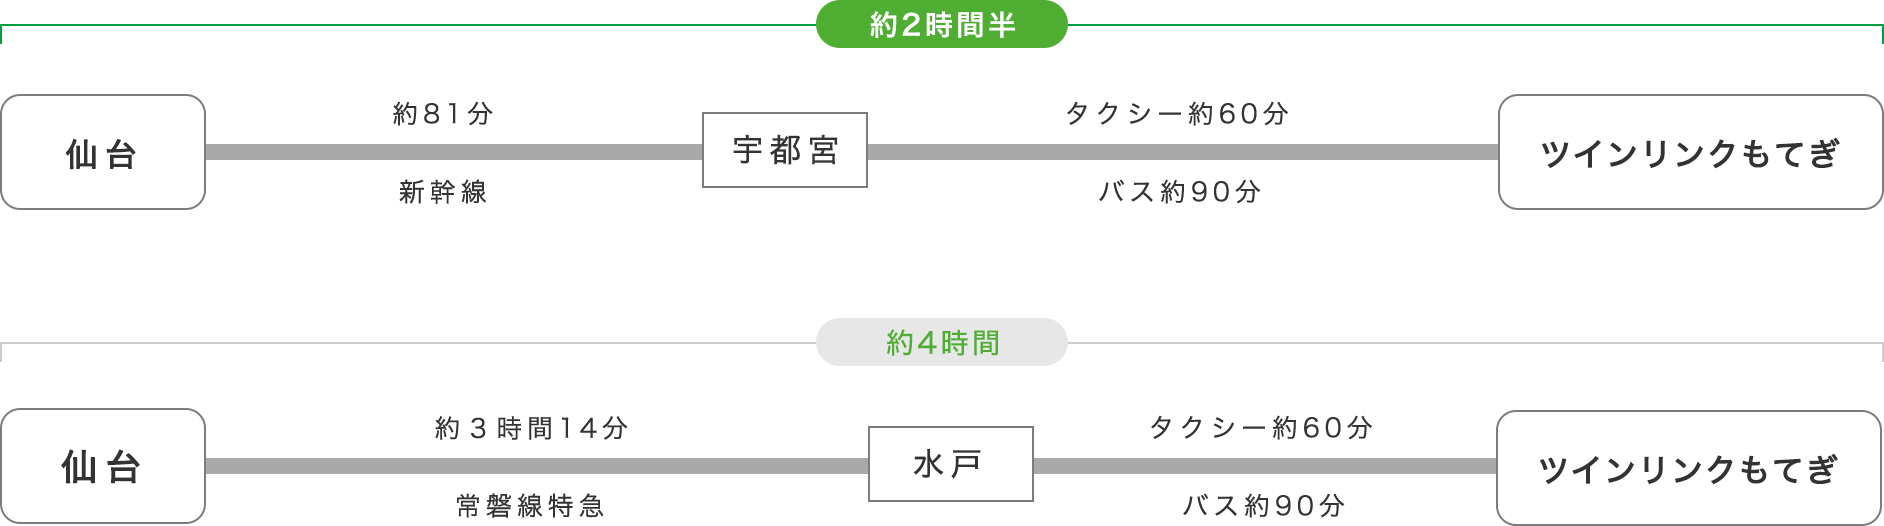 約2時間半
仙台
約81分
新幹線
宇都宮
タクシー約60分
バス約90分
ツインリンクもてぎ
約4時間
仙台
約３時間14分
常磐線特急
水戸
タクシー約60分
バス約90分
ツインリンクもてぎ